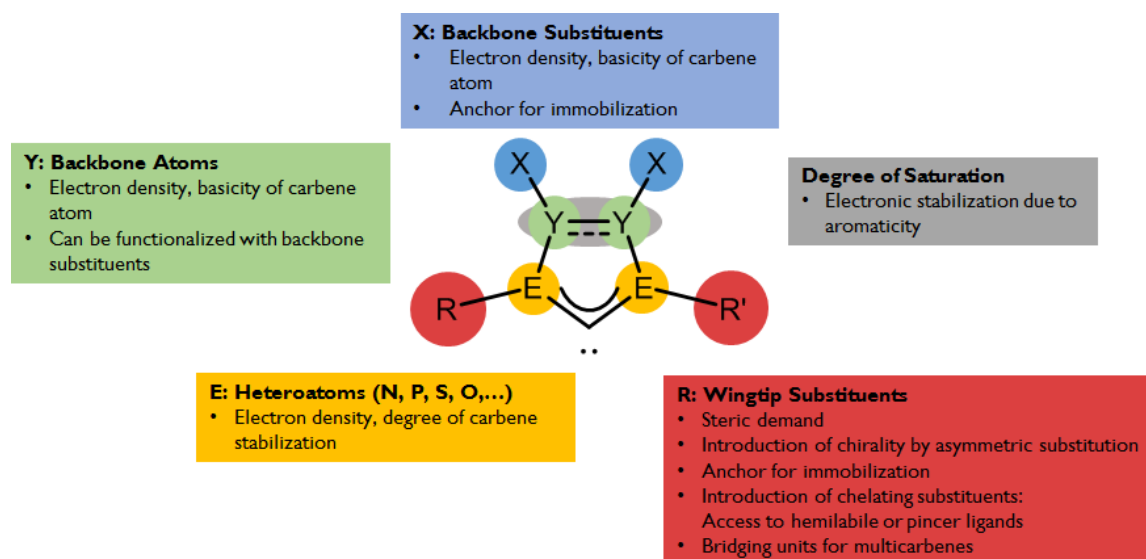 X: Backbone Substituents
• Electron density, basicity of carbene
atom
• Anchor for immobilization
Y: Backbone Atoms
• Electron density, basicity of carbene
atom
• Can be functionalized with backbone
substituents
Degree of Saturation
• Electronic stabilization due to
aromaticity
X X
Y Y
E E
R R'
E: Heteroatoms (N, P, S, O,...)
• Electron density, degree of carbene
stabilization
R: Wingtip Substituents
• Steric demand
• Introduction of chirality by asymmetric substitution
• Anchor for immobilization
• Introduction of chelating substituents:
Access to hemilabile or pincer ligands
• Bridging units for multicarbenes